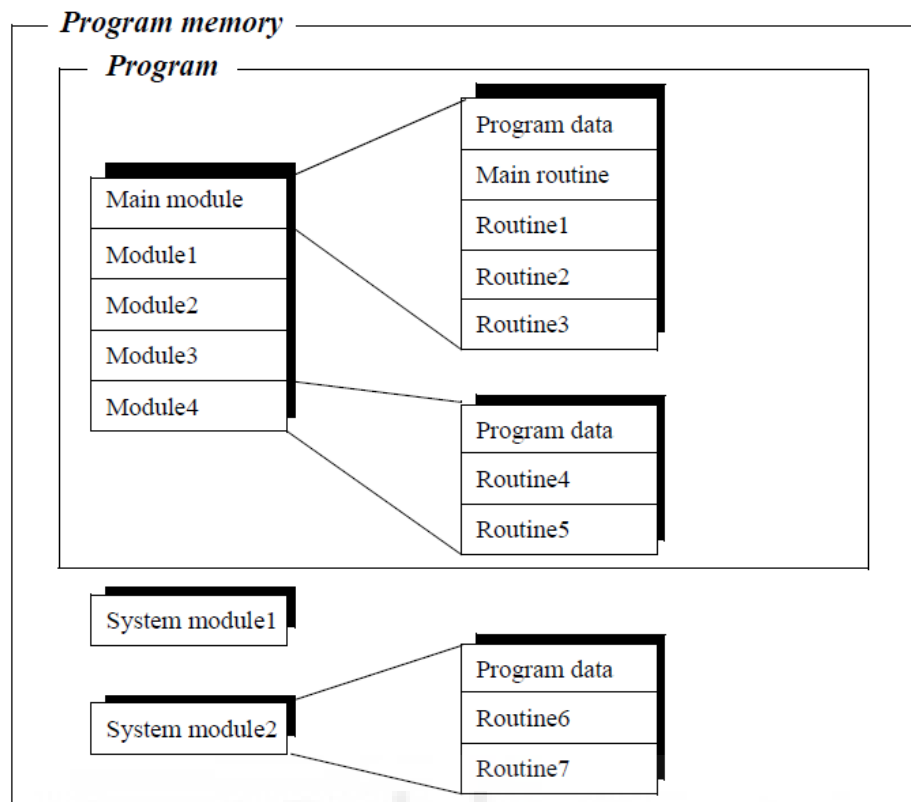 Program memory
Program
Main module
Module1
Module2
Module3
Module4
Program data
Main routine
Routine1
Routine2
Routine3
Program data
Routine4
Routine5
System module1
System module2
Program data
Routine6
Routine7